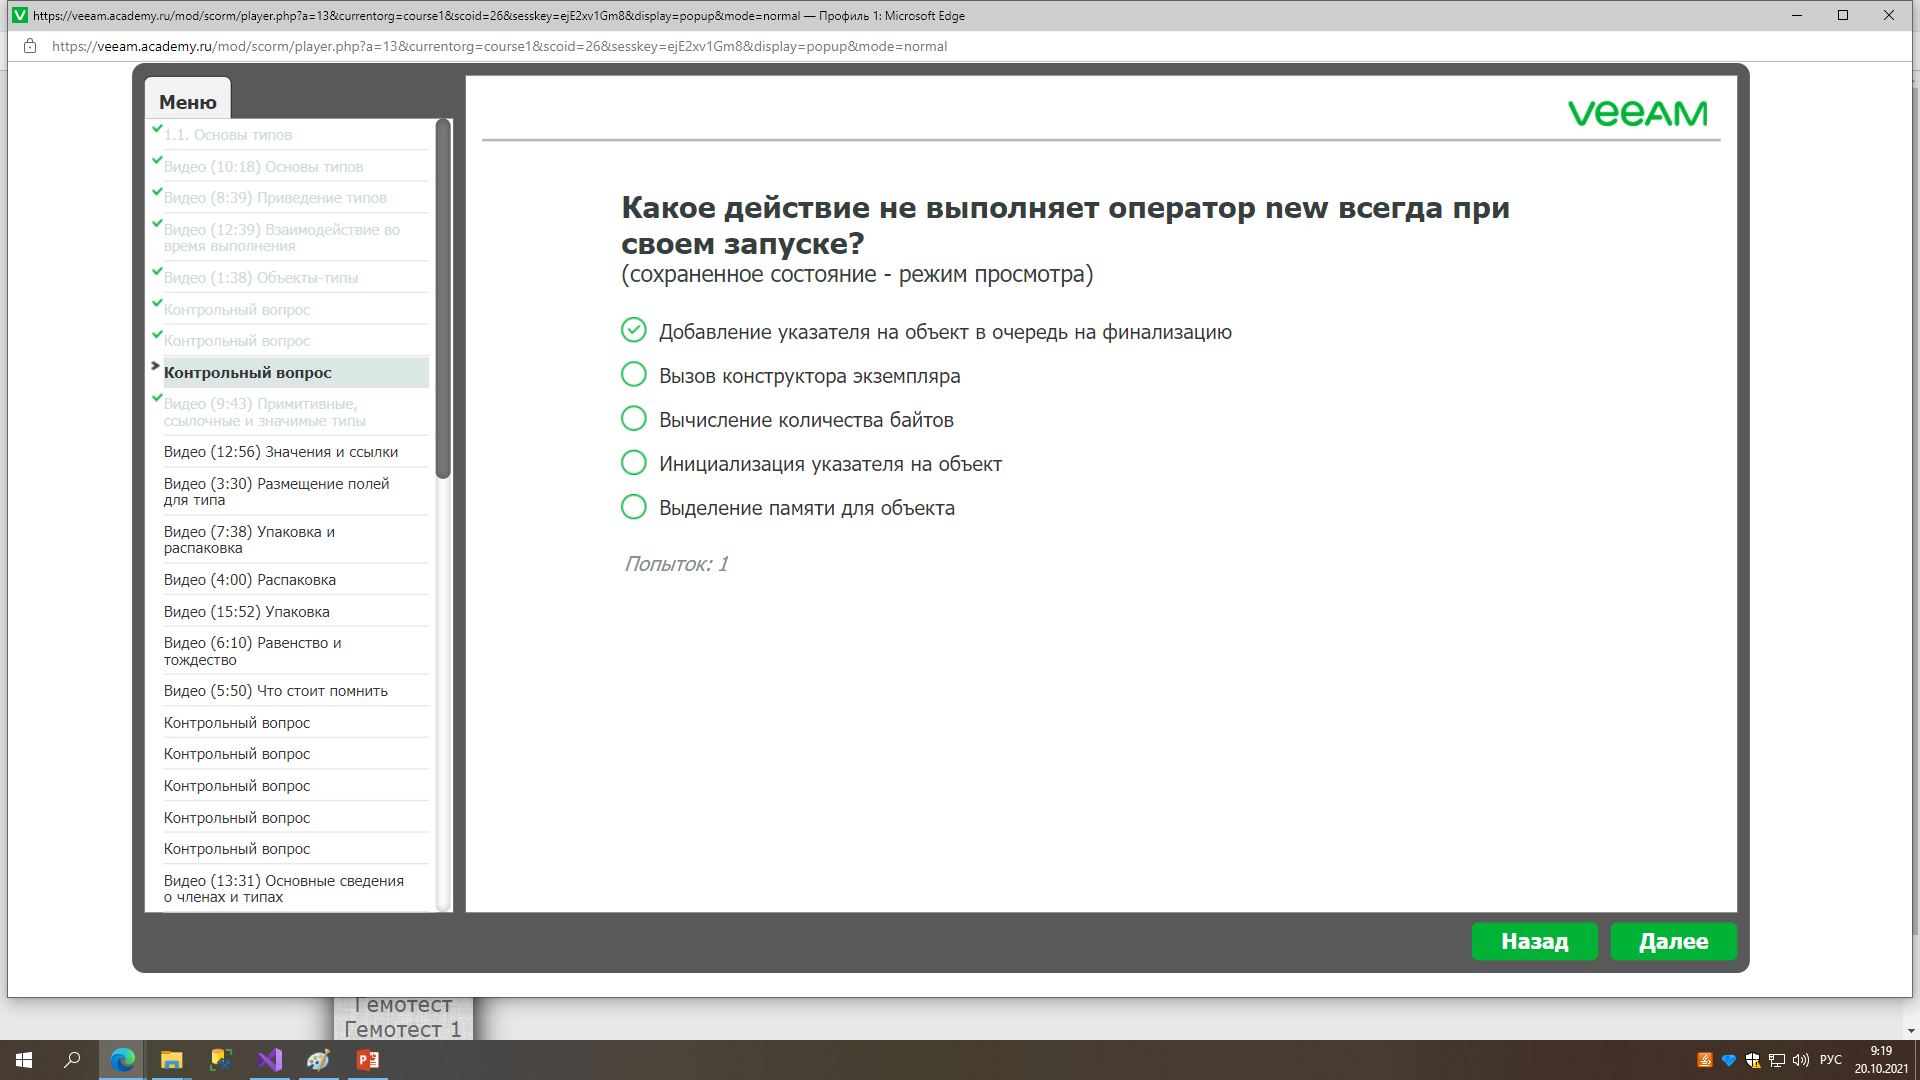 https://veeam.academy.ru/mod/scorm/player.php?a=13&currentorg=course1&scoid=26&sesskey=ejE2xv1Gm8&display=popup&mode=normal — Профиль 1: Microsoft Edge
https://veeam.academy.ru/mod/scorm/player.php?a=13&currentorg=course1&scoid=26&sesskey=ejE2xv1Gm8&display=popup&mode=normal
Меню
1.1. Основы типов
Видео (10:18) Основы типов
Видео (8:39) Приведение типов
Видео (12:39) Взаимодействие во
время выполнения
Видео (1:38) Объекты-типы
Контрольный вопрос
Контрольный вопрос
Контрольный вопрос
Видео (9:43) Примитивные,
ссылочные и значимые типы
Видео (12:56) Значения и ссылки
Видео (3:30) Размещение полей
для типа
Видео (7:38) Упаковка и
распаковка
Видео (4:00) Распаковка
Видео (15:52) Упаковка
Видео (6:10) Равенство и
тождество
Видео (5:50) Что стоит помнить
Контрольный вопрос
Контрольный вопрос
Контрольный вопрос
Контрольный вопрос
Контрольный вопрос
Видео (13:31) Основные сведения
о членах и типах
veeAM
Какое действие не выполняет оператор new всегда при
своем запуске?
(сохраненное состояние - режим просмотра)
Добавление указателя на объект в очередь на финализацию
Вызов конструктора экземпляра
Вычисление количества байтов
Инициализация указателя на объект
Выделение памяти для объекта
Попыток: 1
Назад
Далее
Гемотест
Гемотест 1
РУС
9:19
20.10.2021